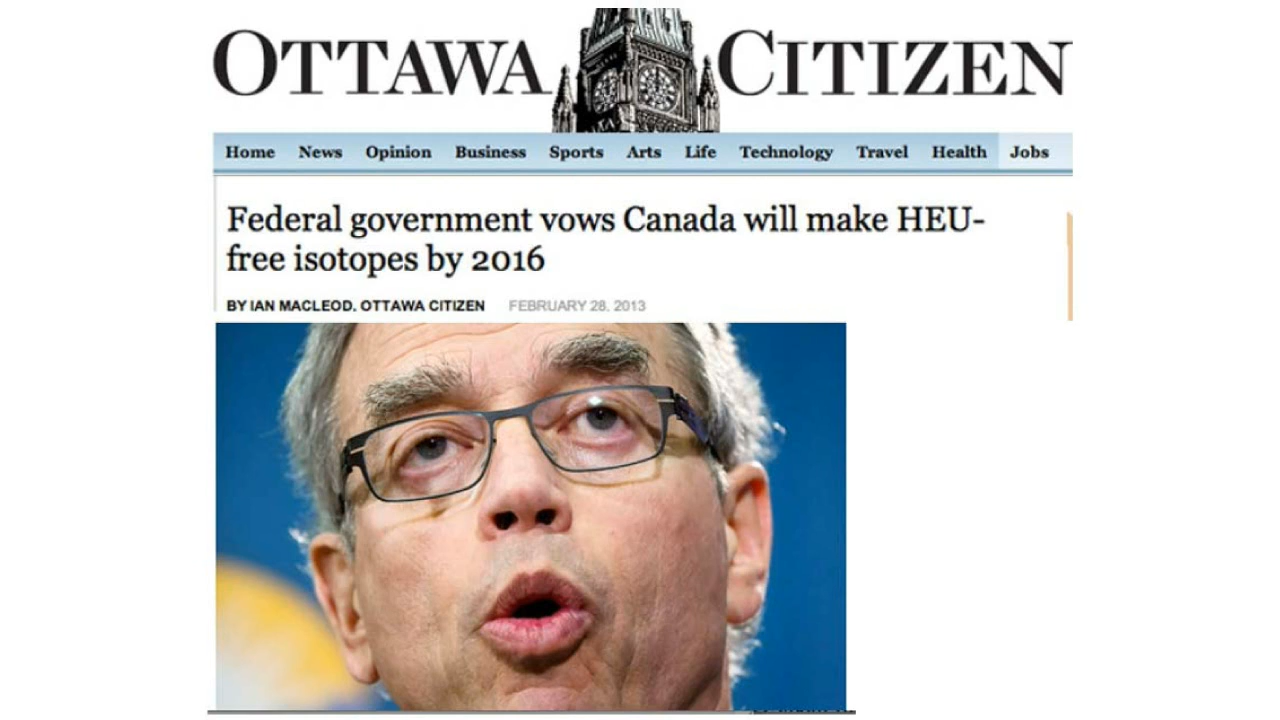 OTTAWA CITIZEN
Home News Opinion Business Sports Arts Life Technology Travel Health Jobs
Federal government vows Canada will make HEU-
free isotopes by 2016
BY IAN MACLEOD, OTTAWA CITIZEN FEBRUARY 28, 2013